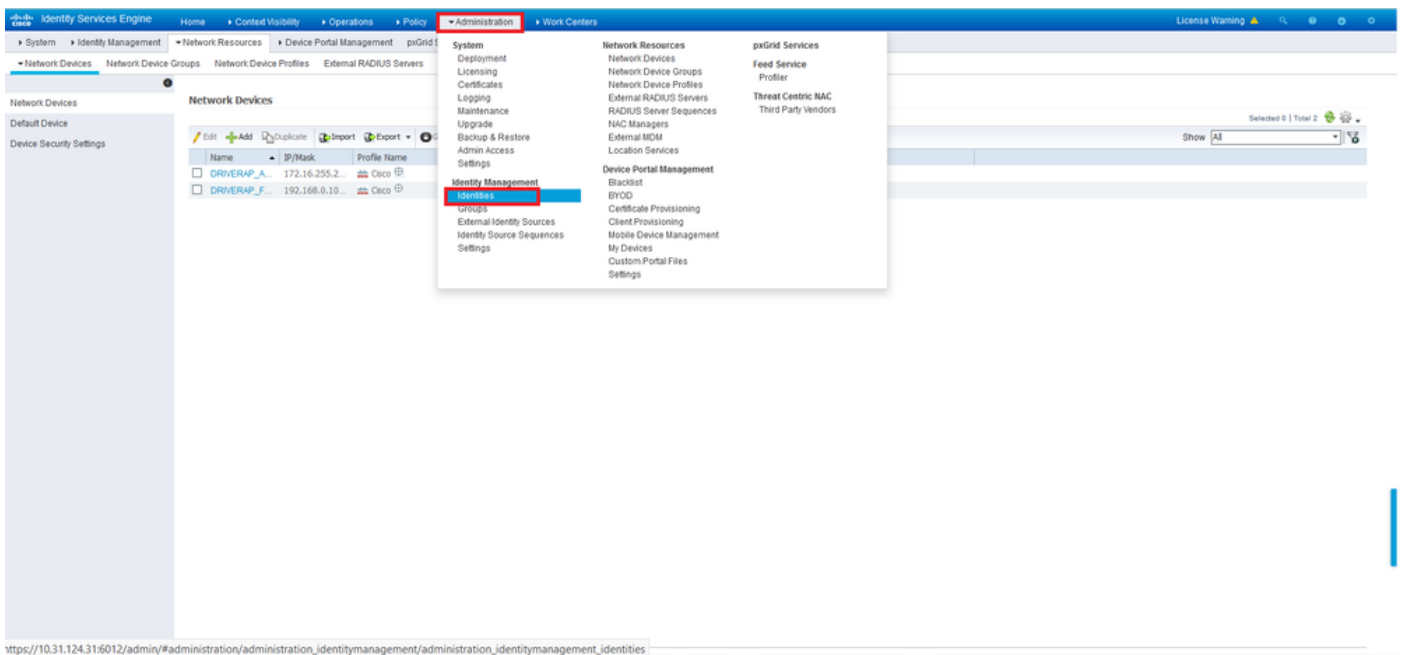 cisco Identity Services Engine Home Context Visibility Operations Policy Administration Work Centers License Warning
System Identity Management Network Resources Device Portal Management pxGrid S
Network Devices Network Device Groups Network Device Profiles External RADIUS Servers
Network Devices
Default Device
Device Security Settings
Network Devices
Selected 0 | Total 2
Edit Add Duplicate Import Export Show All
Name IP/Mask Profile Name
DRIVERAP_A... 172.16.255.2... Cisco
DRIVERAP_F... 192.168.0.10... Cisco
System
Deployment
Licensing
Certificates
Logging
Maintenance
Upgrade
Backup & Restore
Admin Access
Settings
Identity Management
Identities
Groups
External Identity Sources
Identity Source Sequences
Settings
Network Resources
Network Devices
Network Device Groups
Network Device Profiles
External RADIUS Servers
RADIUS Server Sequences
NAC Managers
External MDM
Location Services
Device Portal Management
Blacklist
BYOD
Certificate Provisioning
Client Provisioning
Mobile Device Management
My Devices
Custom Portal Files
Settings
pxGrid Services
Feed Service
Profiler
Threat Centric NAC
Third Party Vendors
https://10.31.124.31:6012/admin/#administration/administration_identitymanagement/administration_identitymanagement_identities